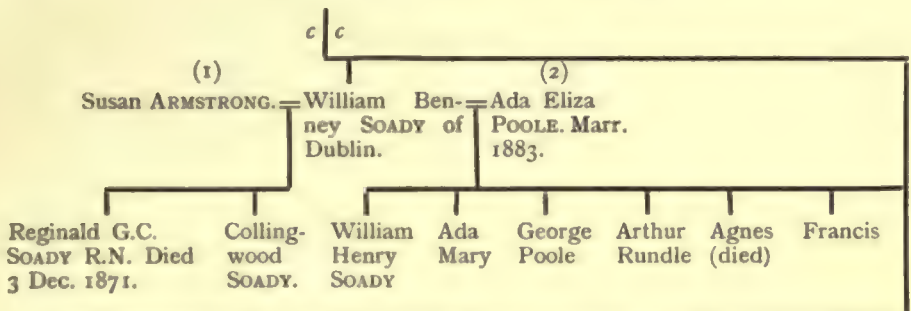 c c
(1) (2)
Susan ARMSTRONG. = William Ben- = Ada Eliza
ney SOADY of POOLE. Marr.
Dublin. 1883.
Reginald G.C. Colling- William Ada George Arthur Agnes Francis
SOADY R.N. Died wood Henry Mary Poole Rundle (died)
3 Dec. 1871. SOADY. SOADY